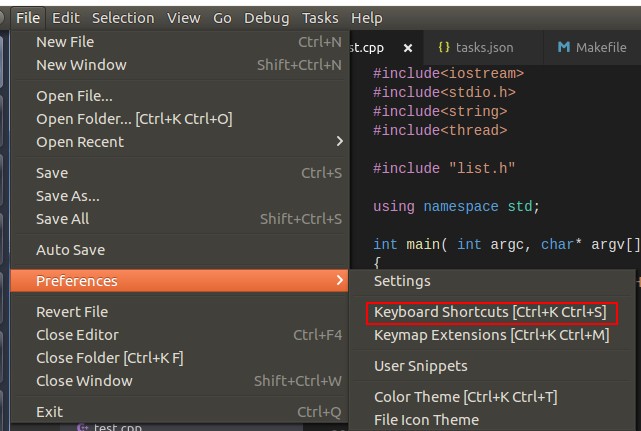 File Edit Selection View Go Debug Tasks Help
New File Ctrl+N
New Window Shift+Ctrl+N
Open File...
Open Folder... [Ctrl+K Ctrl+O]
Open Recent
Save Ctrl+S
Save As...
Save All Shift+Ctrl+S
Auto Save
Preferences
Revert File
Close Editor Ctrl+F4
Close Folder [Ctrl+K F]
Close Window Shift+Ctrl+W
Exit Ctrl+Q
test.cpp
st.cpp × {} tasks.json M Makefile
#include<iostream>
#include<stdio.h>
#include<string>
#include<thread>
#include "list.h"
using namespace std;
int main( int argc, char* argv[]
{
Settings
Keyboard Shortcuts [Ctrl+K Ctrl+S]
Keymap Extensions [Ctrl+K Ctrl+M]
User Snippets
Color Theme [Ctrl+K Ctrl+T]
File Icon Theme